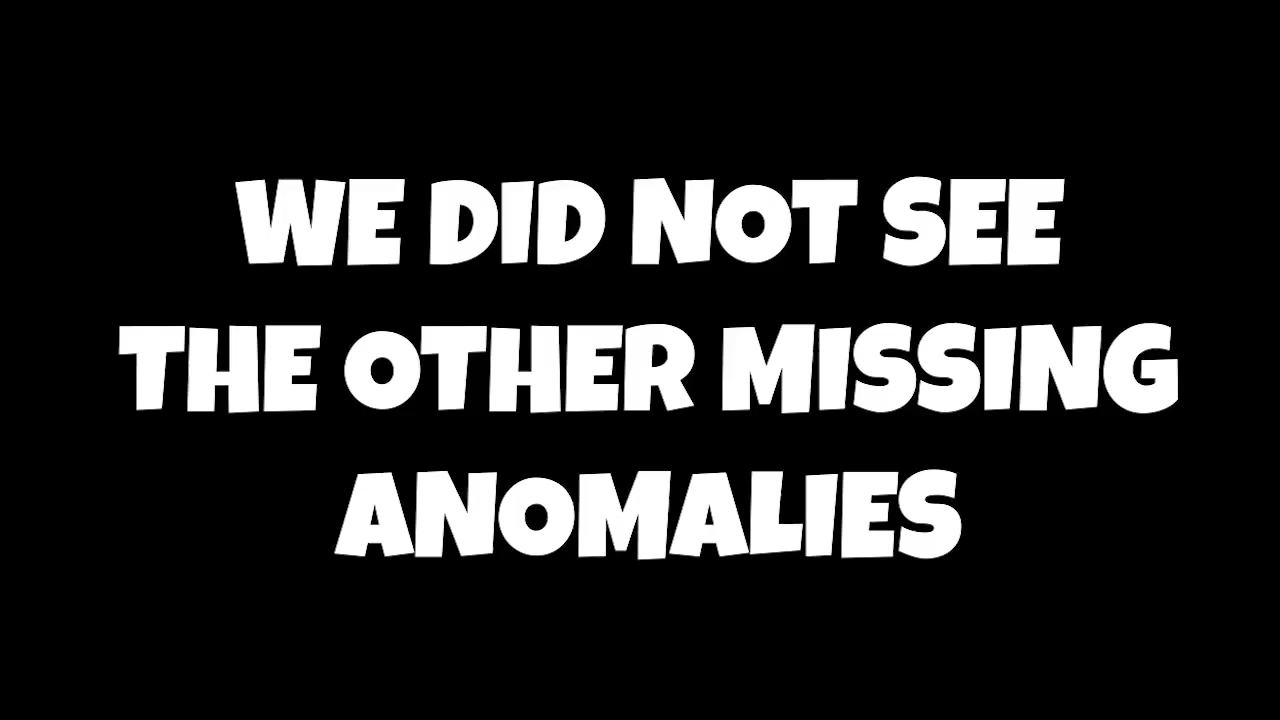 WE DID NOT SEE
THE OTHER MISSING
ANOMALIES